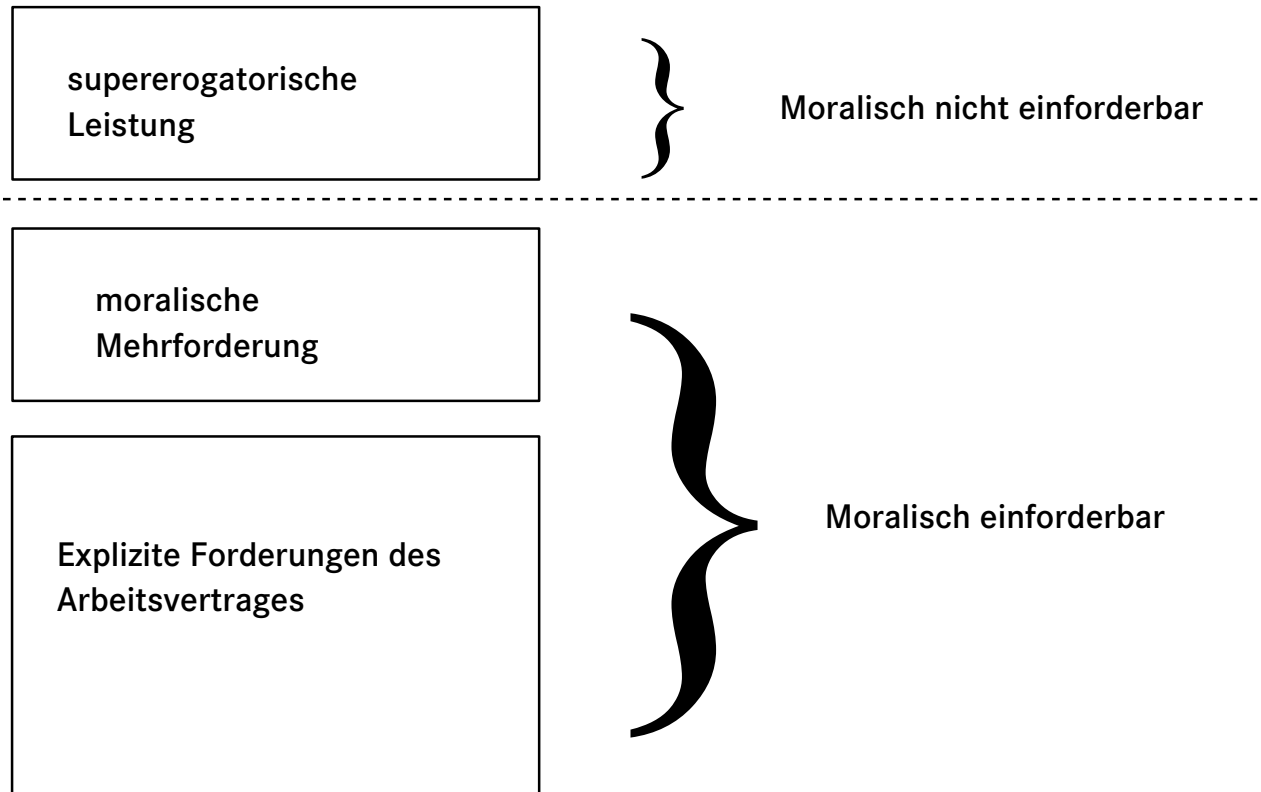 supererogatorische
Leistung
Moralisch nicht einforderbar
moralische
Mehrforderung
Moralisch einforderbar
Explizite Forderungen des
Arbeitsvertrages